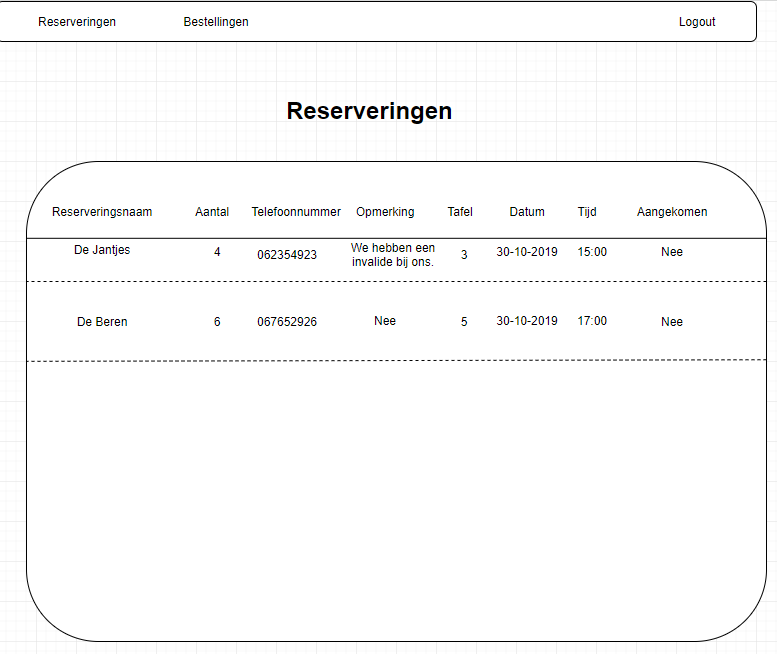 Reserveringen Bestellingen Logout
Reserveringen
Reserveringsnaam Aantal Telefoonnummer Opmerking Tafel Datum Tijd Aangekomen
De Jantjes 4 062354923 We hebben een invalide bij ons. 3 30-10-2019 15:00 Nee
De Beren 6 067652926 Nee 5 30-10-2019 17:00 Nee